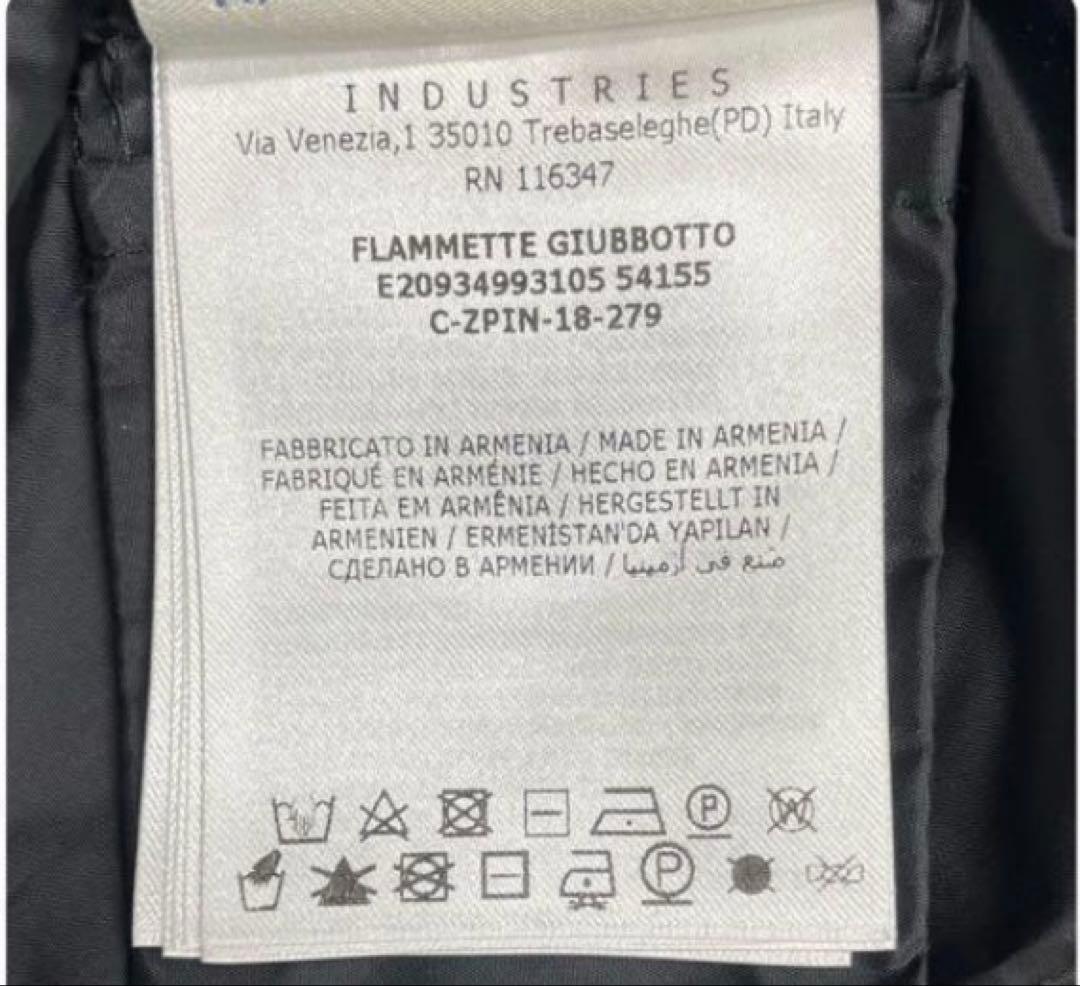 INDUSTRIES
Via Venezia,1 35010 Trebaseleghe(PD) Italy
RN 116347
FLAMMETTE GIUBBOTTO
E20934993105 54155
C-ZPIN-18-279
FABBRICATO IN ARMENIA / MADE IN ARMENIA /
FABRIQUÉ EN ARMÉNIE / HECHO EN ARMENIA /
FEITA EM ARMÊNIA / HERGESTELLT IN
ARMENIEN / ERMENİSTAN'DA YAPILAN /
СДЕЛАНО В АРМЕНИИ / صنع في أرمينيا
P W
P